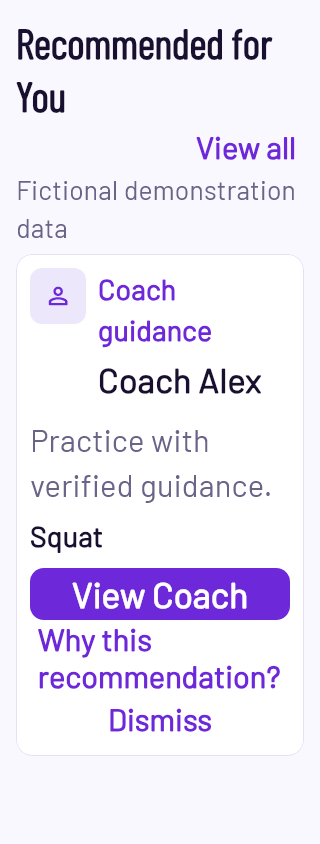 Recommended for
You
View all
Fictional demonstration
data
Coach
guidance
Coach Alex
Practice with
verified guidance.
Squat
View Coach
Why this
recommendation?
Dismiss